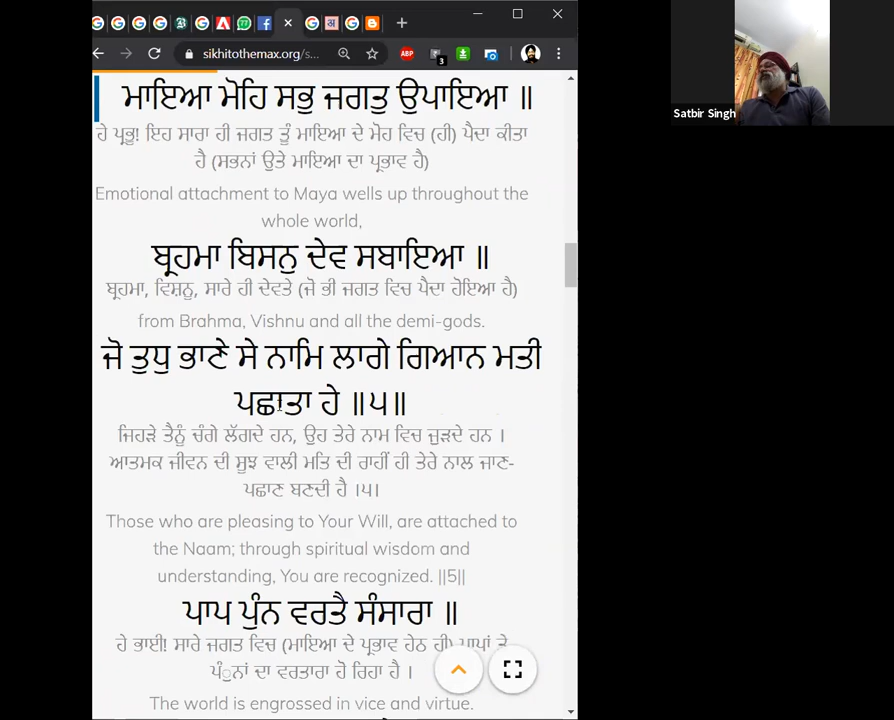 sikhitothemax.org/s...
ABP
3
Satbir Singh
ਮਾਇਆ ਮੋਹਿ ਸਭੁ ਜਗਤੁ ਉਪਾਇਆ ॥
ਹੇ ਪ੍ਰਭੂ! ਇਹ ਸਾਰਾ ਹੀ ਜਗਤ ਤੂੰ ਮਾਇਆ ਦੇ ਮੋਹ ਵਿਚ (ਹੀ) ਪੈਦਾ ਕੀਤਾ
ਹੈ (ਸਭਨਾਂ ਉਤੇ ਮਾਇਆ ਦਾ ਪ੍ਰਭਾਵ ਹੈ)
Emotional attachment to Maya wells up throughout the
whole world,
ਬ੍ਰਹਮਾ ਬਿਸਨੁ ਦੇਵ ਸਬਾਇਆ ॥
ਬ੍ਰਹਮਾ, ਵਿਸ਼ਨੂ, ਸਾਰੇ ਹੀ ਦੇਵਤੇ (ਜੋ ਭੀ ਜਗਤ ਵਿਚ ਪੈਦਾ ਹੋਇਆ ਹੈ)
from Brahma, Vishnu and all the demi-gods.
ਜੋ ਤੁਧੁ ਭਾਣੇ ਸੇ ਨਾਮਿ ਲਾਗੇ ਗਿਆਨ ਮਤੀ
ਪਛਾਤਾ ਹੇ ॥੫॥
ਜਿਹੜੇ ਤੈਨੂੰ ਚੰਗੇ ਲੱਗਦੇ ਹਨ, ਉਹ ਤੇਰੇ ਨਾਮ ਵਿਚ ਜੁੜਦੇ ਹਨ ।
ਆਤਮਕ ਜੀਵਨ ਦੀ ਸੂਝ ਵਾਲੀ ਮਤਿ ਦੀ ਰਾਹੀਂ ਹੀ ਤੇਰੇ ਨਾਲ ਜਾਣ-
ਪਛਾਣ ਬਣਦੀ ਹੈ ।੫।
Those who are pleasing to Your Will, are attached to
the Naam; through spiritual wisdom and
understanding, You are recognized. ||5||
ਪਾਪ ਪੁੰਨ ਵਰਤੈ ਸੰਸਾਰਾ ॥
ਹੇ ਭਾਈ! ਸਾਰੇ ਜਗਤ ਵਿਚ (ਮਾਇਆ ਦੇ ਪ੍ਰਭਾਵ ਹੇਠ ਹੀ) ਪਾਪਾਂ ਤੇ
ਪੰੁਨਾਂ ਦਾ ਵਰਤਾਰਾ ਹੋ ਰਿਹਾ ਹੈ ।
The world is engrossed in vice and virtue.